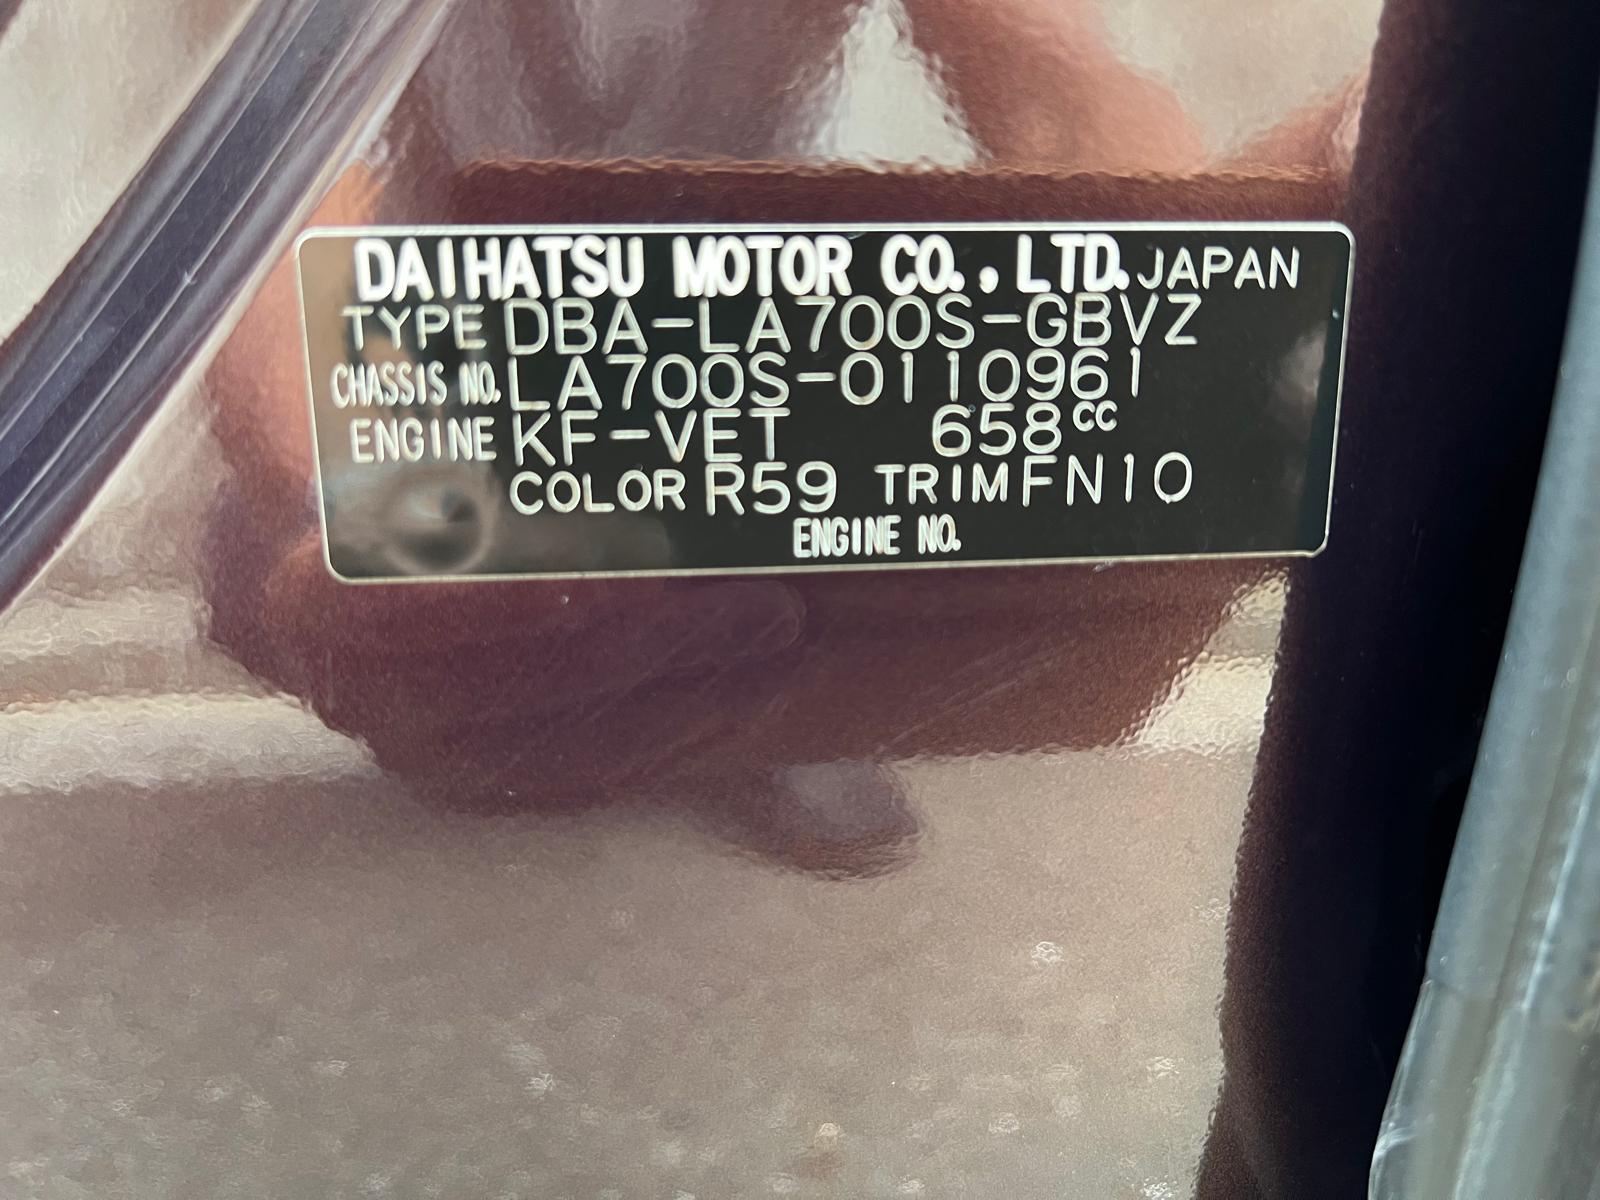 DAIHATSU MOTOR CO., LTD. JAPAN
TYPE DBA-LA700S-GBVZ
CHASSIS NO. LA700S-0110961
ENGINE KF-VET 658cc
COLOR R59 TRIM FN10
ENGINE NO.